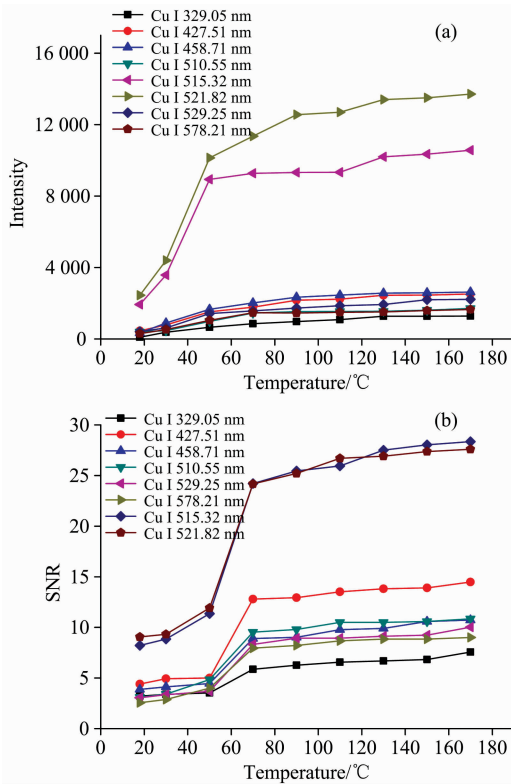 (a)
Cu I 329.05 nm
Cu I 427.51 nm
Cu I 458.71 nm
Cu I 510.55 nm
Cu I 515.32 nm
Cu I 521.82 nm
Cu I 529.25 nm
Cu I 578.21 nm
16 000
12 000
8 000
4 000
0
Intensity
0 20 40 60 80 100 120 140 160 180
Temperature/℃
(b)
Cu I 329.05 nm
Cu I 427.51 nm
Cu I 458.71 nm
Cu I 510.55 nm
Cu I 529.25 nm
Cu I 578.21 nm
Cu I 515.32 nm
Cu I 521.82 nm
30
25
20
15
10
5
0
SNR
0 20 40 60 80 100 120 140 160 180
Temperature/℃